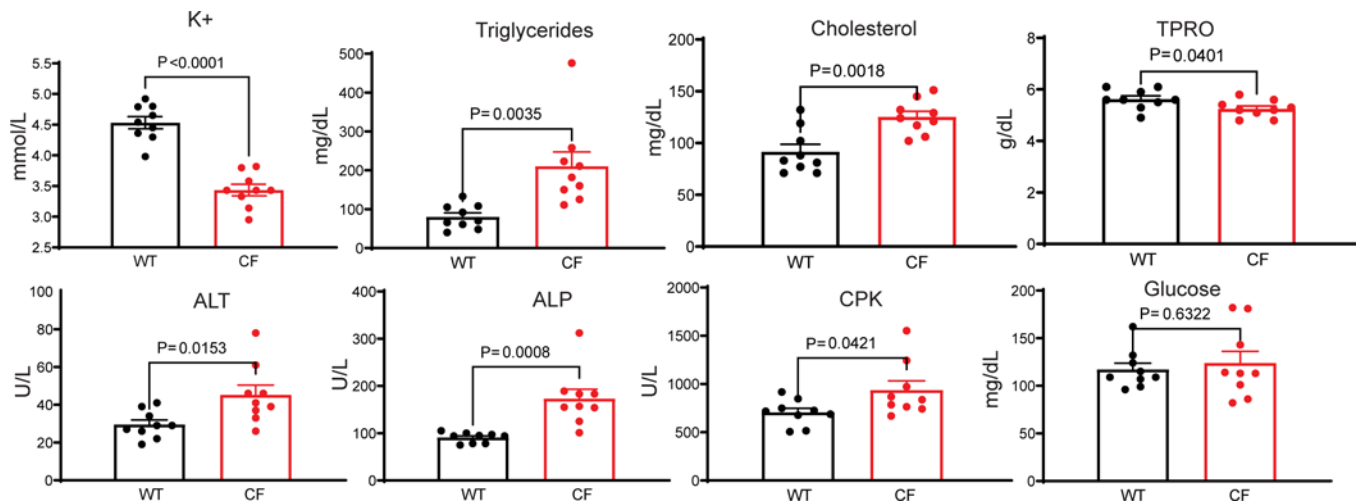 K+
P<0.0001
mmol/L
5.5
5.0
4.5
4.0
3.5
3.0
2.5
WT
CF
Triglycerides
P=0.0035
mg/dL
500
400
300
200
100
0
WT
CF
Cholesterol
P=0.0018
mg/dL
200
150
100
50
0
WT
CF
TPRO
P=0.0401
g/dL
8
6
4
2
0
WT
CF
ALT
P=0.0153
U/L
100
80
60
40
20
0
WT
CF
ALP
P=0.0008
U/L
400
300
200
100
0
WT
CF
CPK
P=0.0421
U/L
2000
1500
1000
500
0
WT
CF
Glucose
P=0.6322
mg/dL
200
150
100
50
0
WT
CF